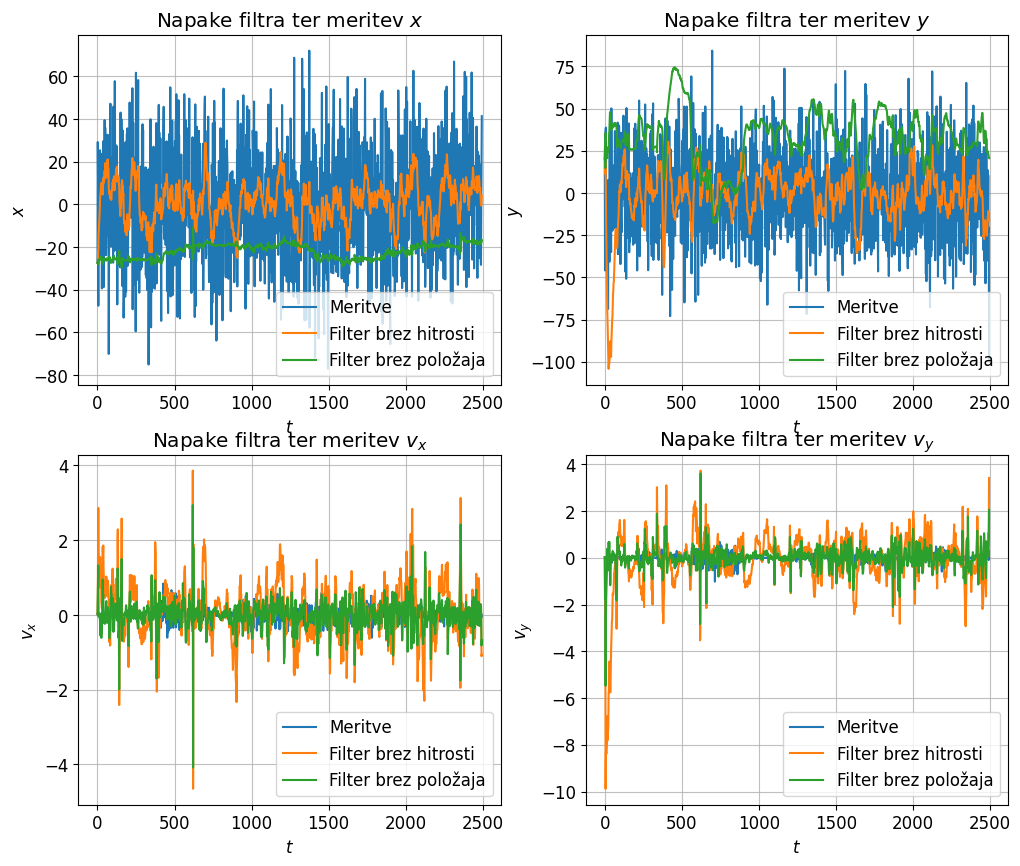 Napake filtra ter meritev x
60
40
20
0
−20
−40
−60
−80
x
0 500 1000 1500 2000 2500
t
Meritve
Filter brez hitrosti
Filter brez položaja
Napake filtra ter meritev y
75
50
25
0
−25
−50
−75
−100
y
0 500 1000 1500 2000 2500
t
Meritve
Filter brez hitrosti
Filter brez položaja
Napake filtra ter meritev vₓ
4
2
0
−2
−4
vₓ
0 500 1000 1500 2000 2500
t
Meritve
Filter brez hitrosti
Filter brez položaja
Napake filtra ter meritev v_y
4
2
0
−2
−4
−6
−8
−10
v_y
0 500 1000 1500 2000 2500
t
Meritve
Filter brez hitrosti
Filter brez položaja